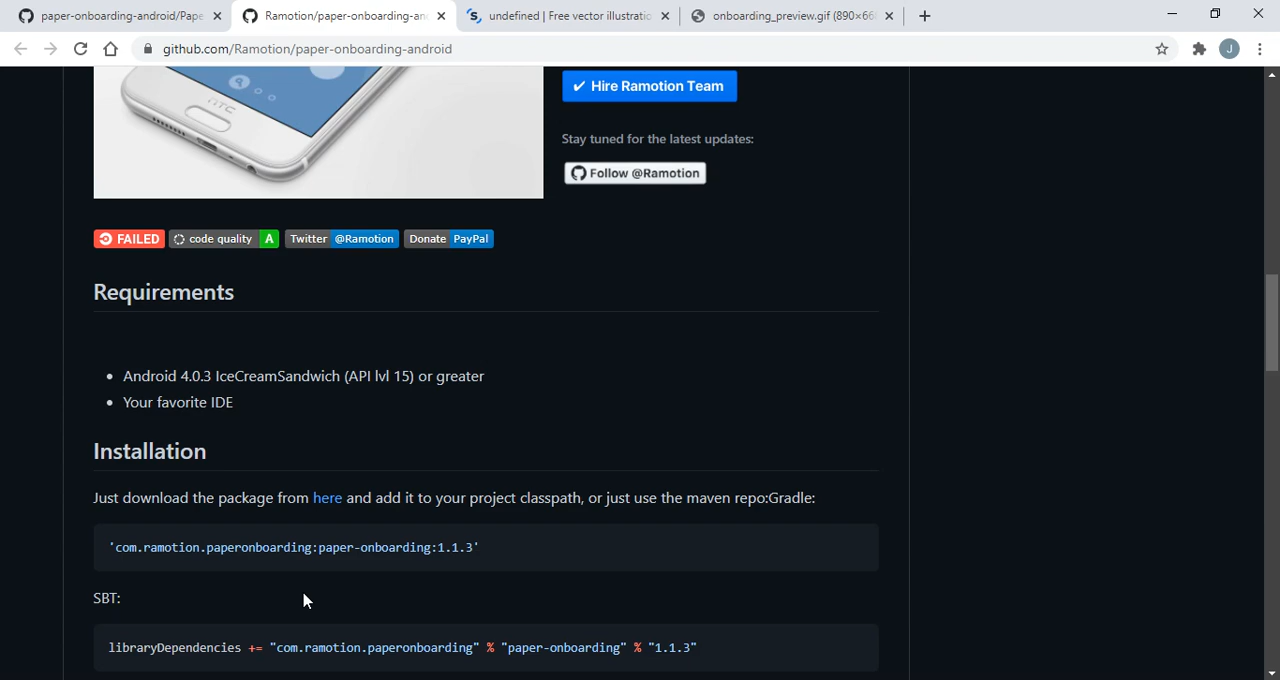 paper-onboarding-android/Pape
Ramotion/paper-onboarding-an
undefined | Free vector illustratio
onboarding_preview.gif (890×66
github.com/Ramotion/paper-onboarding-android
J
hTC
✔ Hire Ramotion Team
Stay tuned for the latest updates:
Follow @Ramotion
FAILED code quality A Twitter @Ramotion Donate PayPal
Requirements
• Android 4.0.3 IceCreamSandwich (API lvl 15) or greater
• Your favorite IDE
Installation
Just download the package from here and add it to your project classpath, or just use the maven repo:Gradle:
'com.ramotion.paperonboarding:paper-onboarding:1.1.3'
SBT:
libraryDependencies += "com.ramotion.paperonboarding" % "paper-onboarding" % "1.1.3"